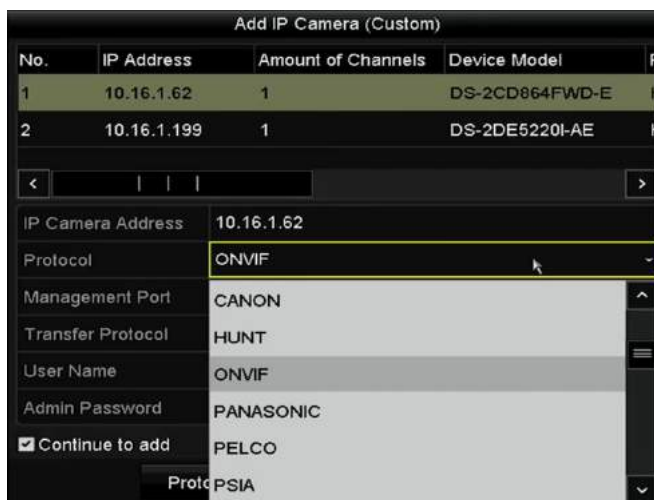 Add IP Camera (Custom)
No. IP Address Amount of Channels Device Model
1 10.16.1.62 1 DS-2CD864FWD-E
2 10.16.1.199 1 DS-2DE5220I-AE
IP Camera Address 10.16.1.62
Protocol ONVIF
Management Port
CANON
Transfer Protocol
HUNT
User Name
ONVIF
Admin Password
PANASONIC
Continue to add
PELCO
Proto
PSIA